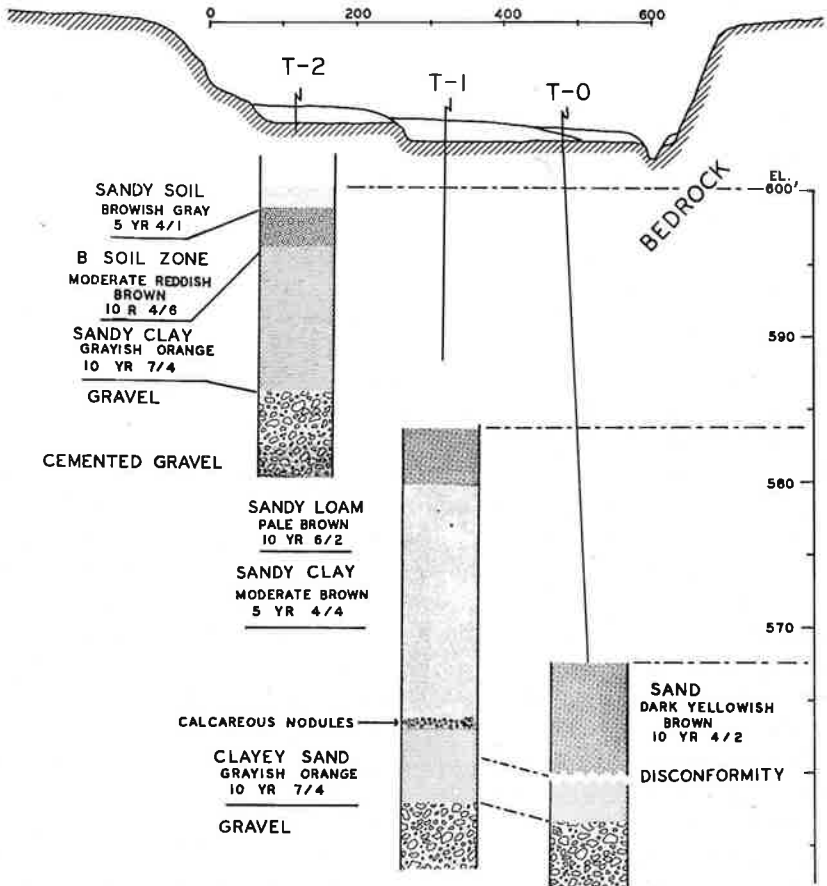 0 200 400 600
T-2
T-1
T-0
BEDROCK
EL.
600'
590
580
570
SANDY SOIL
BROWISH GRAY
5 YR 4/1
B SOIL ZONE
MODERATE REDDISH
BROWN
10 R 4/6
SANDY CLAY
GRAYISH ORANGE
10 YR 7/4
GRAVEL
CEMENTED GRAVEL
SANDY LOAM
PALE BROWN
10 YR 6/2
SANDY CLAY
MODERATE BROWN
5 YR 4/4
CALCAREOUS NODULES
CLAYEY SAND
GRAYISH ORANGE
10 YR 7/4
GRAVEL
SAND
DARK YELLOWISH
BROWN
10 YR 4/2
DISCONFORMITY